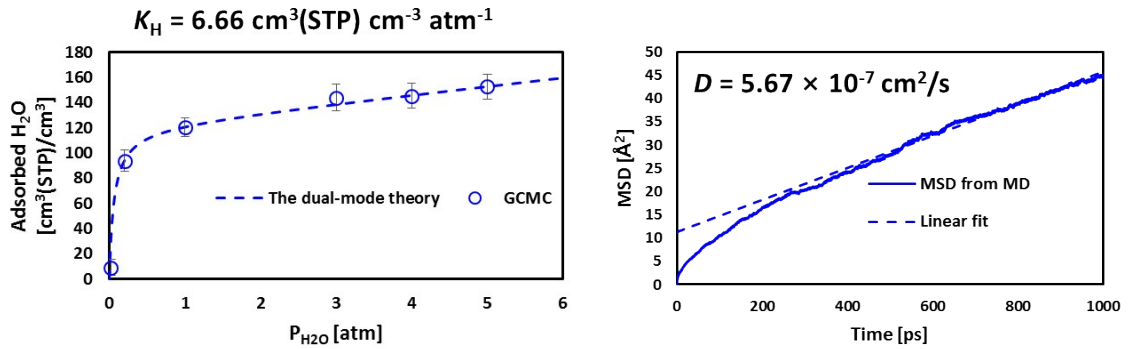 K_H = 6.66 cm³(STP) cm⁻³ atm⁻¹
180
160
140
120
100
80
60
40
20
0
Adsorbed H₂O
[cm³(STP)/cm³]
The dual-mode theory
GCMC
0 1 2 3 4 5 6
P_H2O [atm]
D = 5.67 × 10⁻⁷ cm²/s
50
45
40
35
30
25
20
15
10
5
0
MSD [Å²]
MSD from MD
Linear fit
0 200 400 600 800 1000
Time [ps]